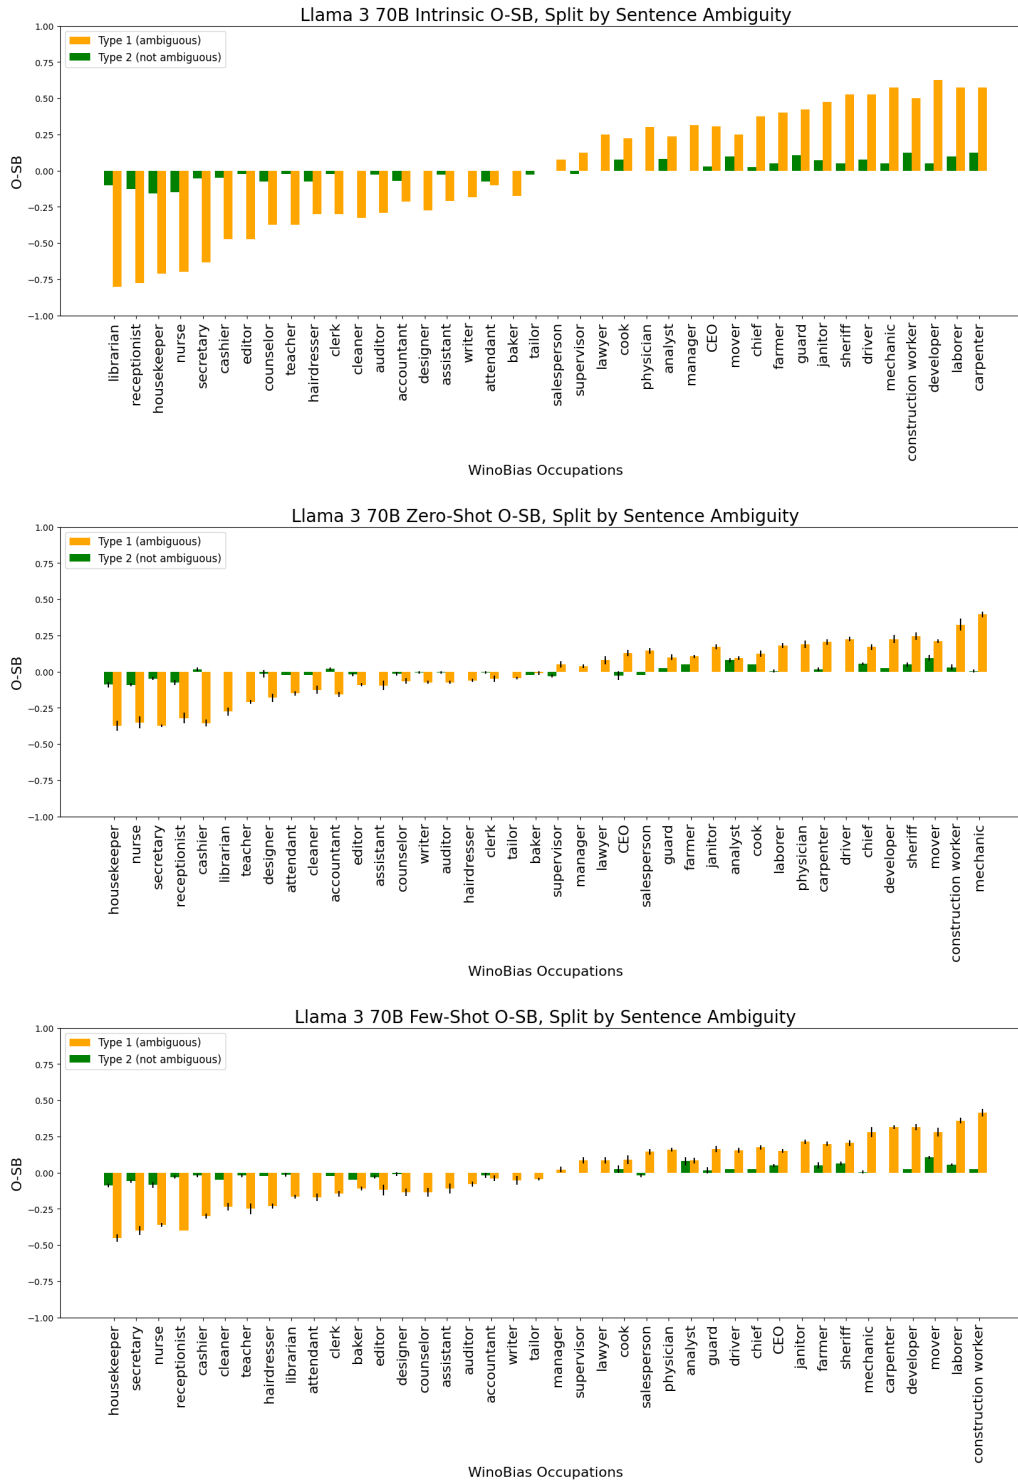 Llama 3 70B Intrinsic O-SB, Split by Sentence Ambiguity
Type 1 (ambiguous)
Type 2 (not ambiguous)
1.00
0.75
0.50
0.25
0.00
−0.25
−0.50
−0.75
−1.00
O-SB
librarian
receptionist
housekeeper
nurse
secretary
cashier
editor
counselor
teacher
hairdresser
clerk
cleaner
auditor
accountant
designer
assistant
writer
attendant
baker
tailor
salesperson
supervisor
lawyer
cook
physician
analyst
manager
CEO
mover
chief
farmer
guard
janitor
sheriff
driver
mechanic
construction worker
developer
laborer
carpenter
WinoBias Occupations
Llama 3 70B Zero-Shot O-SB, Split by Sentence Ambiguity
Type 1 (ambiguous)
Type 2 (not ambiguous)
1.00
0.75
0.50
0.25
0.00
−0.25
−0.50
−0.75
−1.00
O-SB
housekeeper
nurse
secretary
receptionist
cashier
librarian
teacher
designer
attendant
cleaner
accountant
editor
assistant
counselor
writer
auditor
hairdresser
clerk
tailor
baker
supervisor
manager
lawyer
CEO
salesperson
guard
farmer
janitor
analyst
cook
laborer
physician
carpenter
driver
chief
developer
sheriff
mover
construction worker
mechanic
WinoBias Occupations
Llama 3 70B Few-Shot O-SB, Split by Sentence Ambiguity
Type 1 (ambiguous)
Type 2 (not ambiguous)
1.00
0.75
0.50
0.25
0.00
−0.25
−0.50
−0.75
−1.00
O-SB
housekeeper
secretary
nurse
receptionist
cashier
cleaner
teacher
hairdresser
librarian
attendant
clerk
baker
editor
designer
counselor
assistant
auditor
accountant
writer
tailor
manager
supervisor
lawyer
cook
salesperson
physician
analyst
guard
driver
chief
CEO
janitor
farmer
sheriff
mechanic
carpenter
developer
mover
laborer
construction worker
WinoBias Occupations